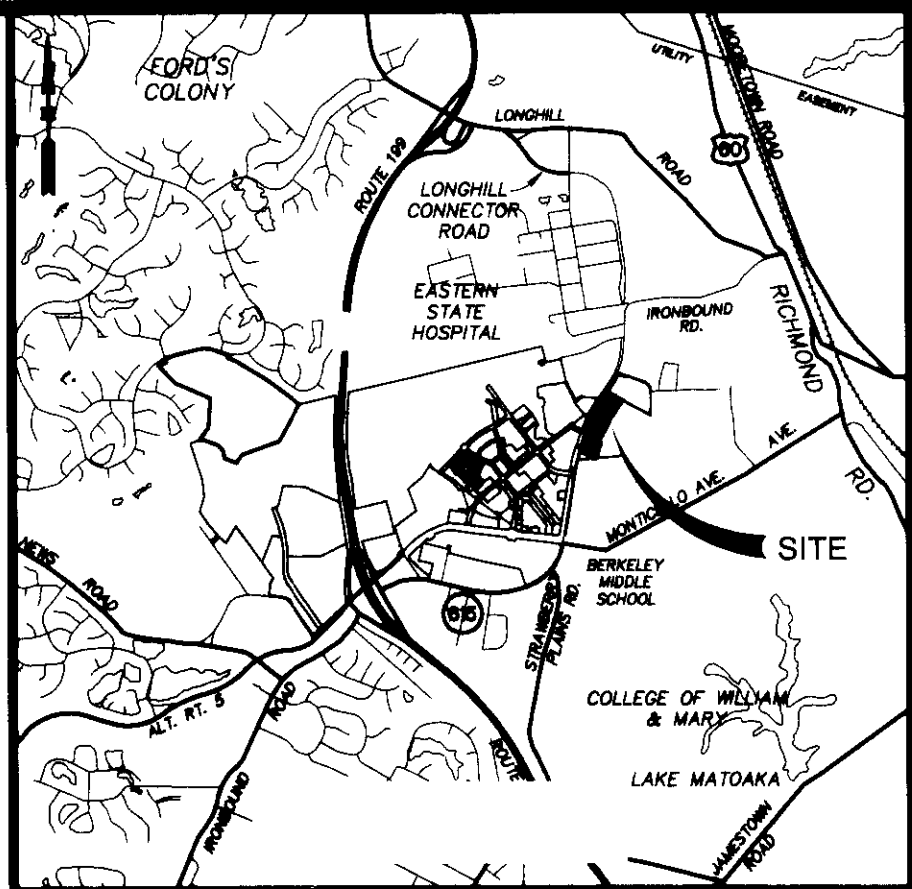 FORD'S
COLONY
UTILITY
EASEMENT
MOORETOWN ROAD
60
LONGHILL
ROAD
ROUTE 199
LONGHILL
CONNECTOR
ROAD
EASTERN
STATE
HOSPITAL
IRONBOUND
RD.
RICHMOND
RD.
MONTICELLO AVE.
AVE.
SITE
NEWS
ROAD
BERKELEY
MIDDLE
SCHOOL
615
STRAWBERRY
PLAINS RD.
ALT. RT. 5
ROAD
IRONBOUND
ROUTE
COLLEGE OF WILLIAM
& MARY
LAKE MATOAKA
JAMESTOWN
ROAD